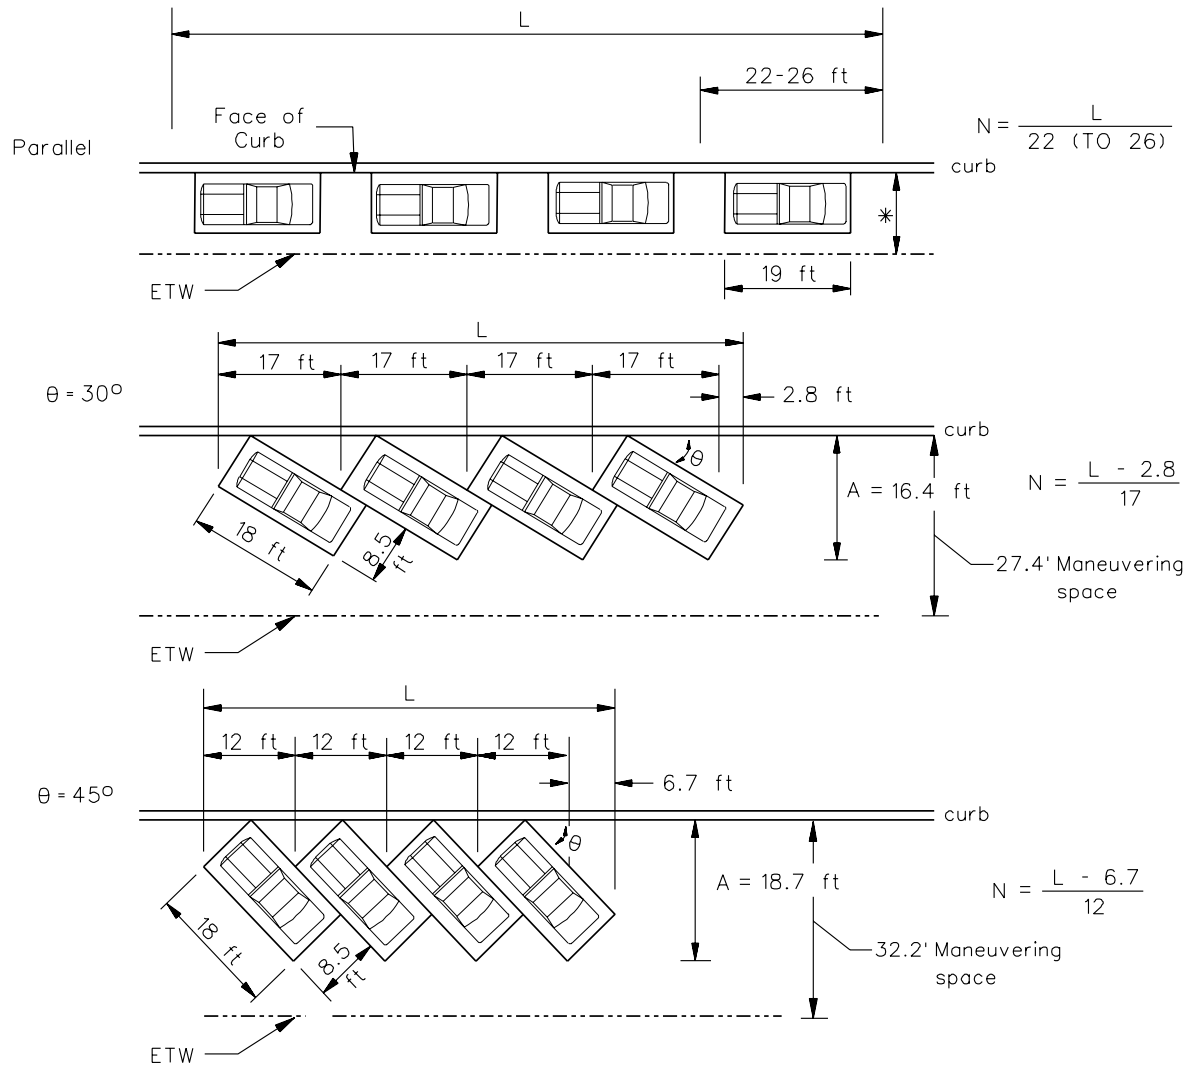 L
22-26 ft
Face of
Curb
Parallel
N = L
22 (TO 26)
curb
*
ETW
19 ft
L
17 ft 17 ft 17 ft 17 ft
θ = 30°
2.8 ft
curb
θ
A = 16.4 ft
N = L - 2.8
17
18 ft
8.5
ft
27.4' Maneuvering
space
ETW
L
12 ft 12 ft 12 ft 12 ft
6.7 ft
θ = 45°
curb
θ
A = 18.7 ft
N = L - 6.7
12
18 ft
8.5
ft
32.2' Maneuvering
space
ETW